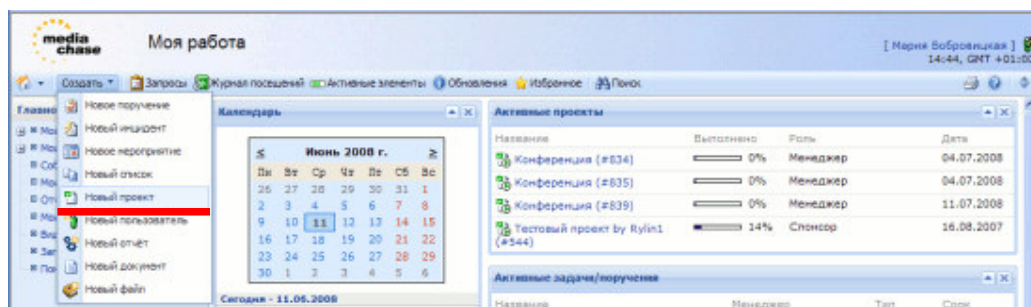 media chase Моя работа [ Мария Бобровицкая ]
14:44, GMT +01:00
Создать Запросы Журнал посещений Активные элементы Обновления Избранное Поиск
Новое поручение
Новый инцидент
Новое мероприятие
Новый список
Новый проект
Новый пользователь
Новый отчёт
Новый документ
Новый файл
Календарь
≤ Июнь 2008 г. ≥
Пн Вт Ср Чт Пт Сб Вс
26 27 28 29 30 31 1
2 3 4 5 6 7 8
9 10 11 12 13 14 15
16 17 18 19 20 21 22
23 24 25 26 27 28 29
30 1 2 3 4 5 6
Сегодня - 11.06.2008
Активные проекты
Название Выполнено Роль Дата
Конференция (#834) 0% Менеджер 04.07.2008
Конференция (#835) 0% Менеджер 04.07.2008
Конференция (#839) 0% Менеджер 11.07.2008
Тестовый проект by Rylin1 14% Спонсор 16.08.2007
(#544)
Активные задачи/поручения
Название Менеджер Тип Срок